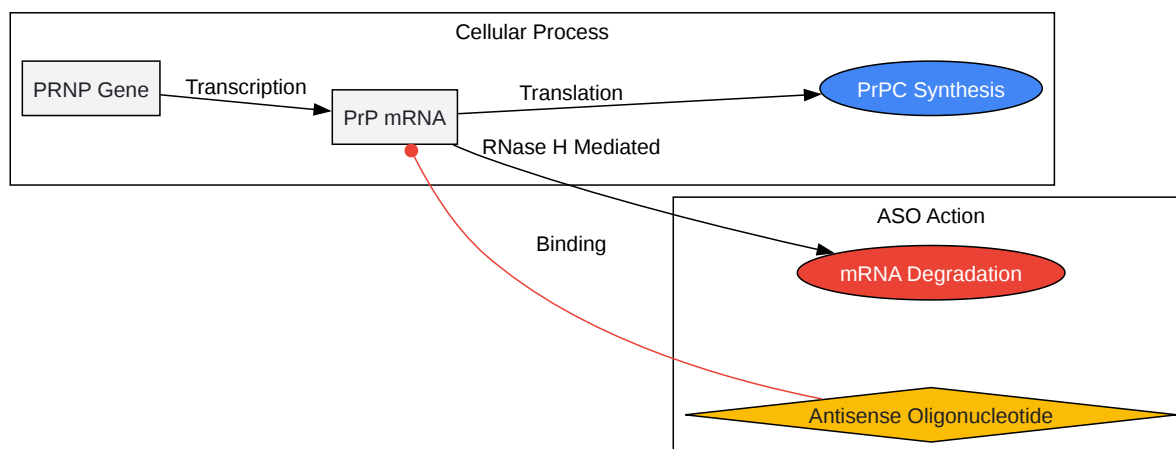 Cellular Process
PRNP Gene
Transcription
PrP mRNA
Translation
PrPC Synthesis
RNase H Mediated
ASO Action
Binding
mRNA Degradation
Antisense Oligonucleotide